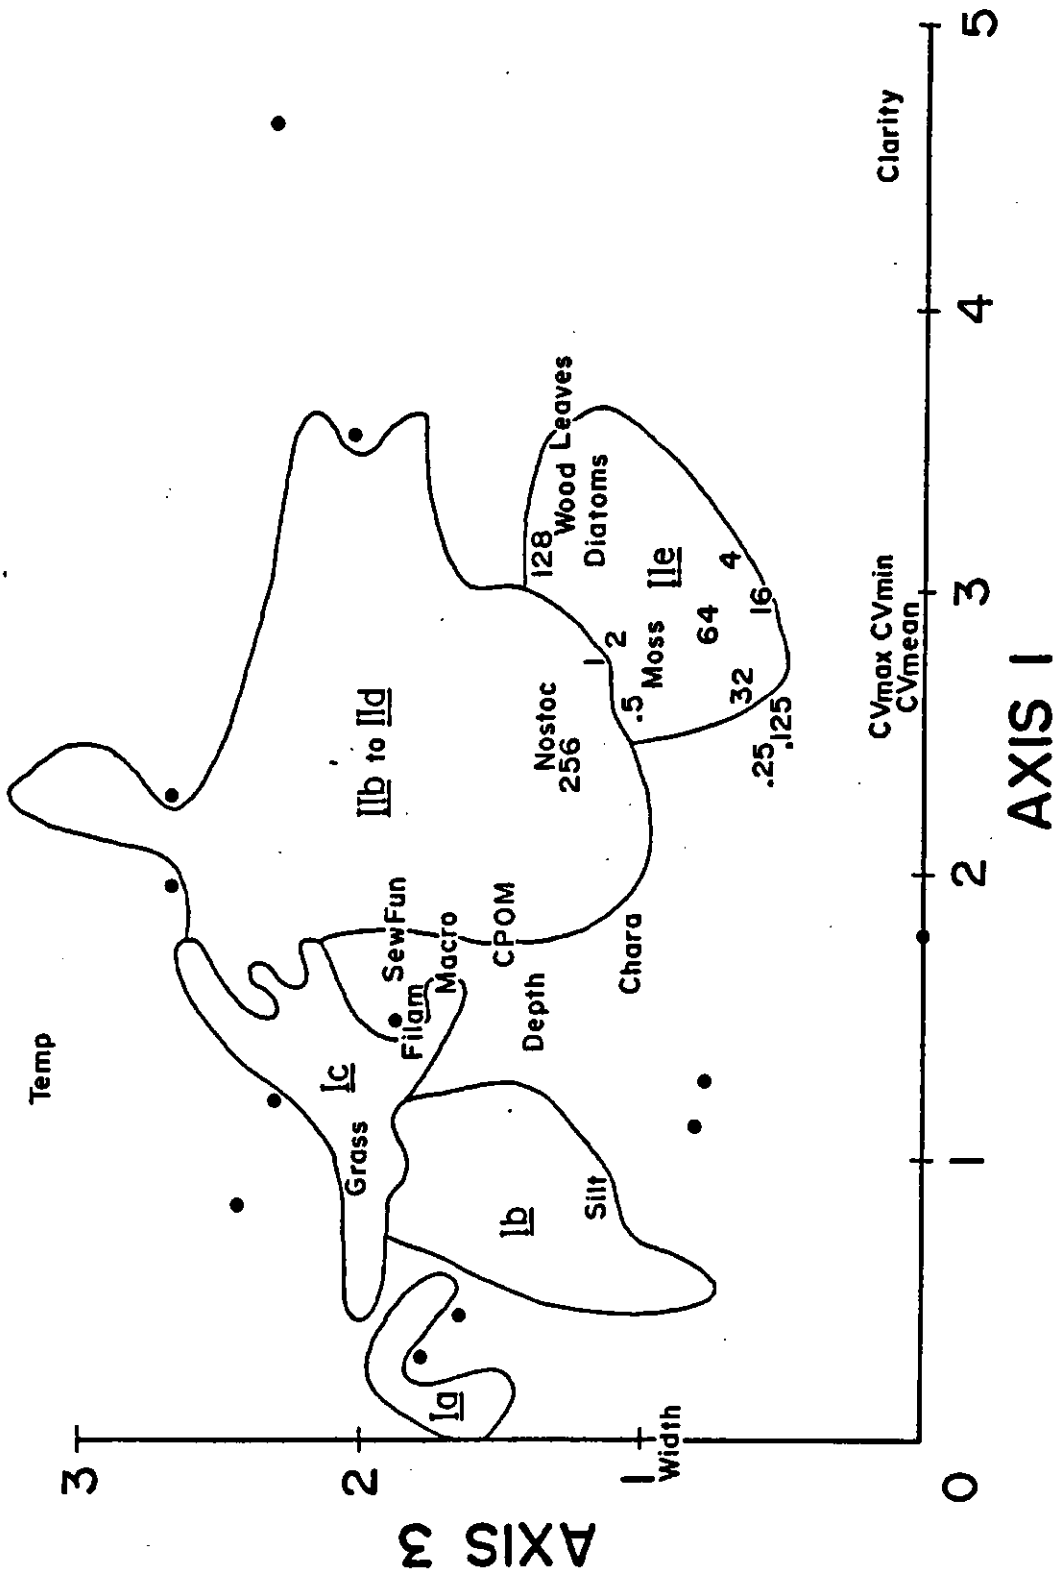 Temp
3
2
1
0
AXIS 3
Width
Ia
Grass
Ic
Ib
Silt
SewFun
Filam
Macro
CPOM
Depth
Chara
IIb to IId
Nostoc
256
128
Wood Leaves
Diatoms
1 2
.5
Moss
IIe
64
4
32
16
.25
.125
Clarity
CVmax CVmin
CVmean
1
2
3
4
5
AXIS 1